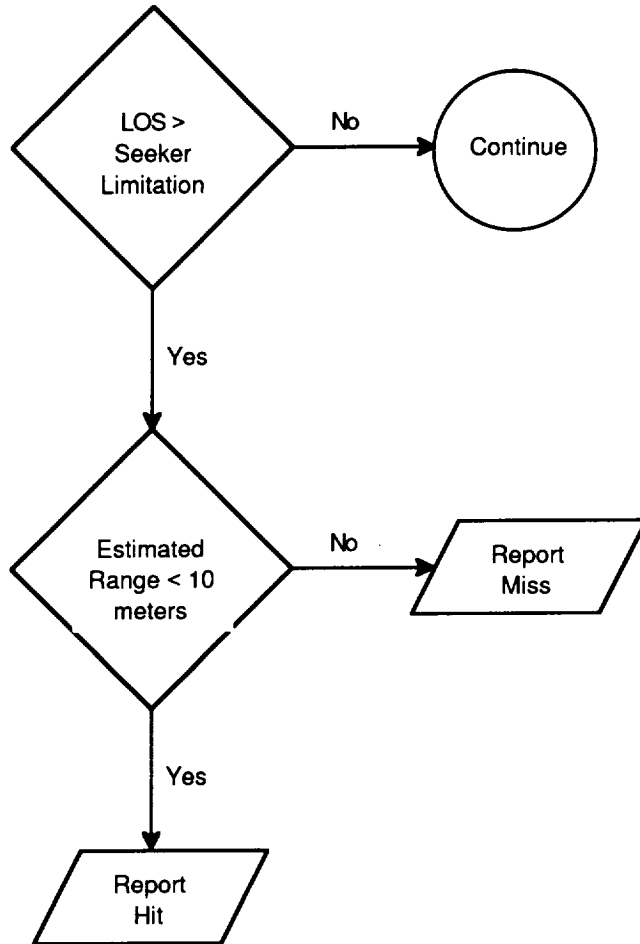 LOS >
Seeker
Limitation
No
Continue
Yes
Estimated
Range < 10
meters
No
Report
Miss
Yes
Report
Hit